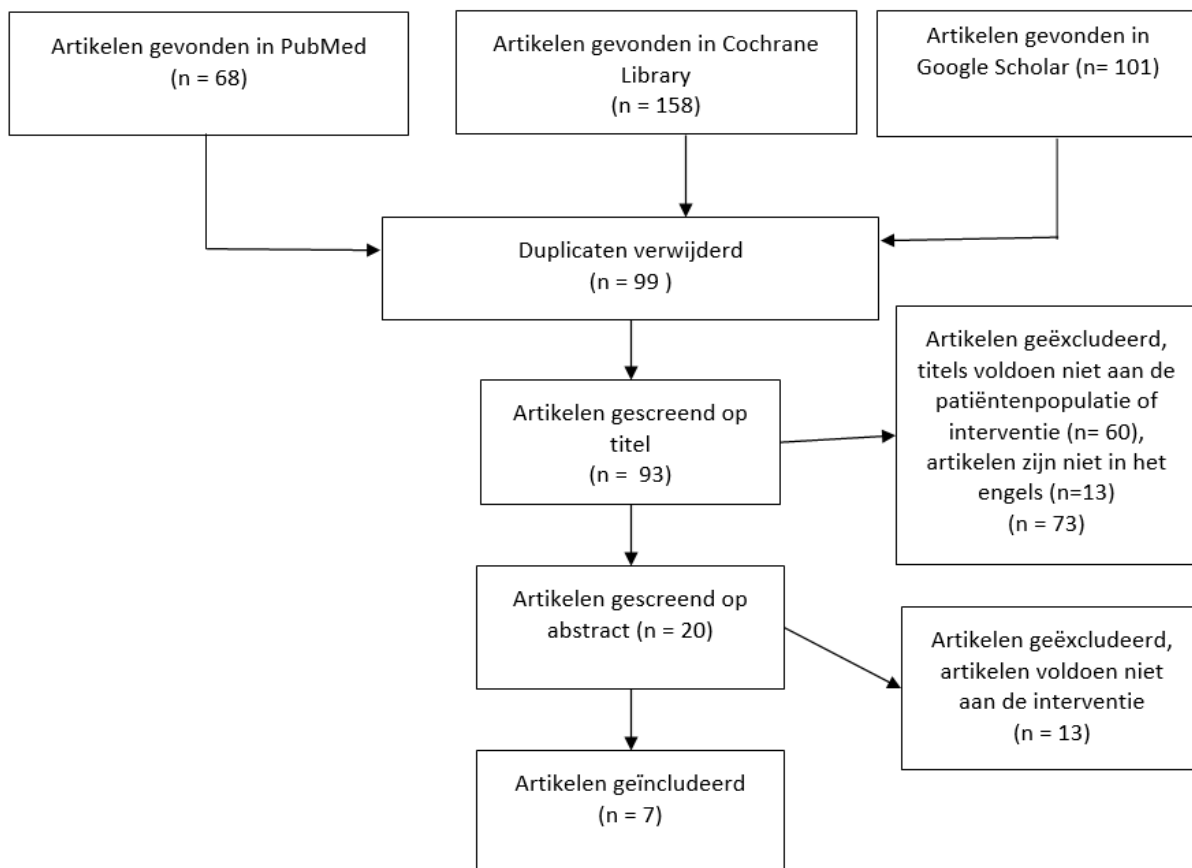 Artikelen gevonden in PubMed
(n = 68)
Artikelen gevonden in Cochrane
Library
(n = 158)
Artikelen gevonden in
Google Scholar (n= 101)
Duplicaten verwijderd
(n = 99 )
Artikelen gescreend op
titel
(n = 93)
Artikelen geëxcludeerd,
titels voldoen niet aan de
patiëntenpopulatie of
interventie (n= 60),
artikelen zijn niet in het
engels (n=13)
(n = 73)
Artikelen gescreend op
abstract (n = 20)
Artikelen geëxcludeerd,
artikelen voldoen niet
aan de interventie
(n = 13)
Artikelen geïncludeerd
(n = 7)